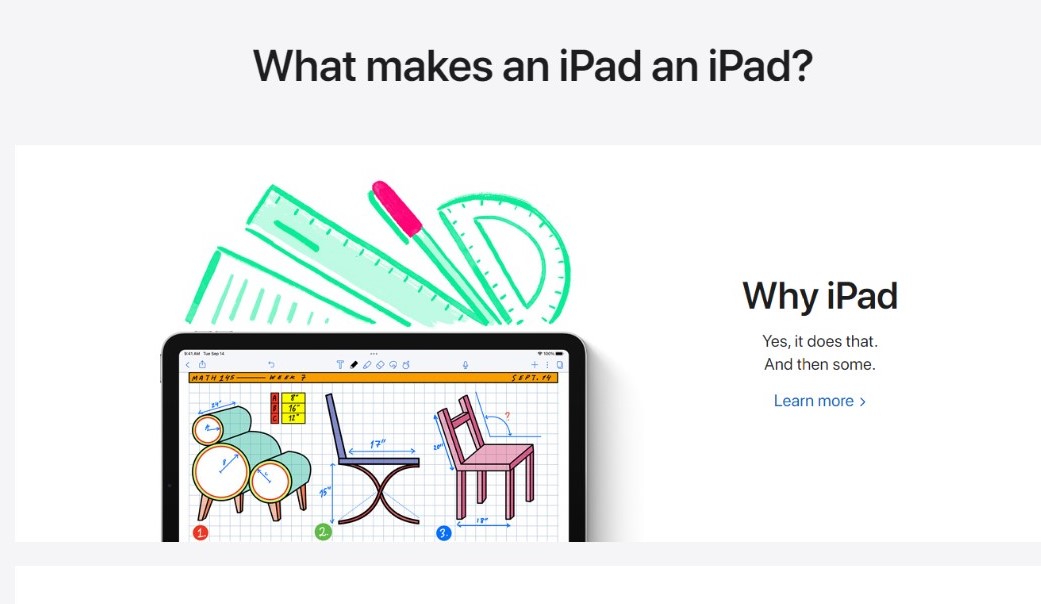 What makes an iPad an iPad?
Why iPad
Yes, it does that.
And then some.
Learn more >
9:41 AM Tue Sep 14
100%
MATH 145 WEEK 7 SEPT. 14
A 8"
B 16"
C 12"
24"
17"
15"
20"
?
18"
1.
2.
3.